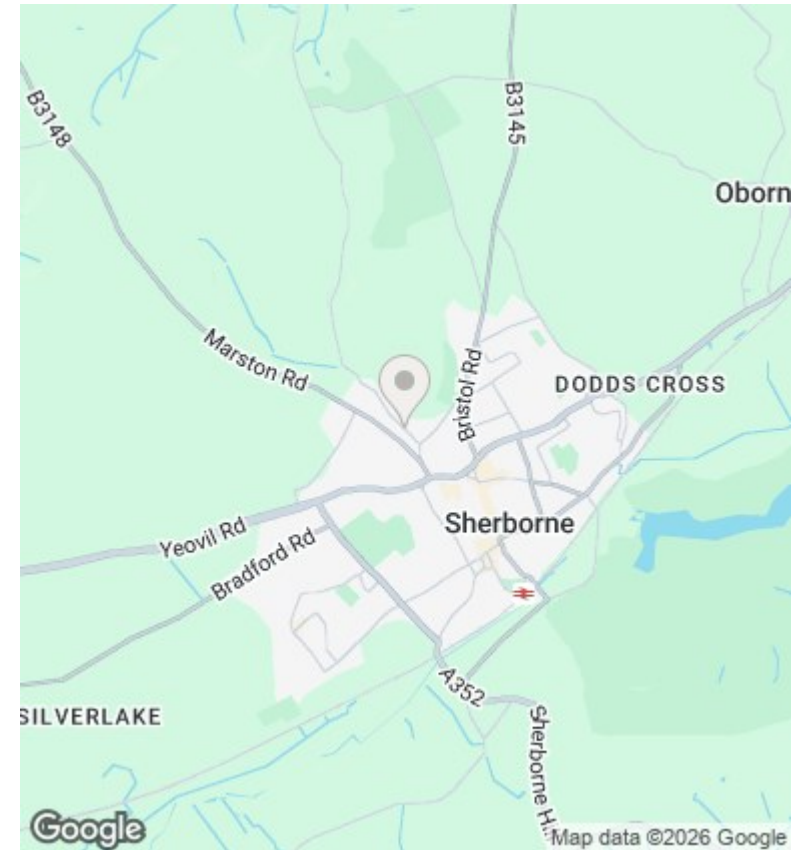 B3148
B3145
Oborn
Marston Rd
Bristol Rd
DODDS CROSS
Sherborne
Yeovil Rd
Bradford Rd
A352
SILVERLAKE
Sherborne H
Google
Map data ©2026 Google